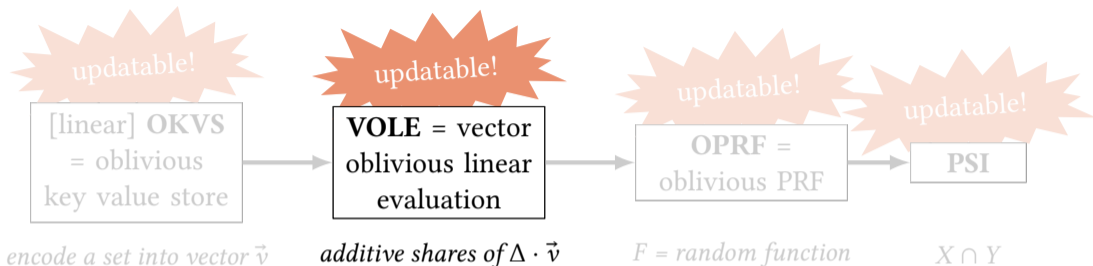 updatable!
[linear] OKVS
= oblivious
key value store
encode a set into vector v⃗
updatable!
VOLE = vector
oblivious linear
evaluation
additive shares of Δ · v⃗
updatable!
OPRF =
oblivious PRF
F = random function
updatable!
PSI
X ∩ Y